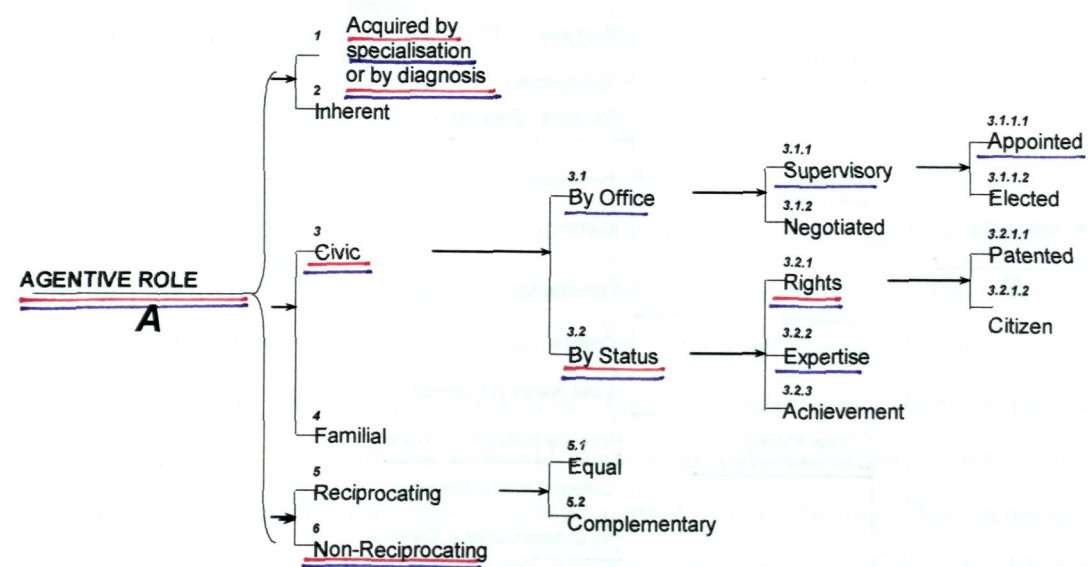 1
Acquired by
specialisation
or by diagnosis
2
Inherent
3
Civic
AGENTIVE ROLE
A
4
Familial
5
Reciprocating
6
Non-Reciprocating
3.1
By Office
3.2
By Status
5.1
Equal
5.2
Complementary
3.1.1
Supervisory
3.1.2
Negotiated
3.2.1
Rights
3.2.2
Expertise
3.2.3
Achievement
3.1.1.1
Appointed
3.1.1.2
Elected
3.2.1.1
Patented
3.2.1.2
Citizen